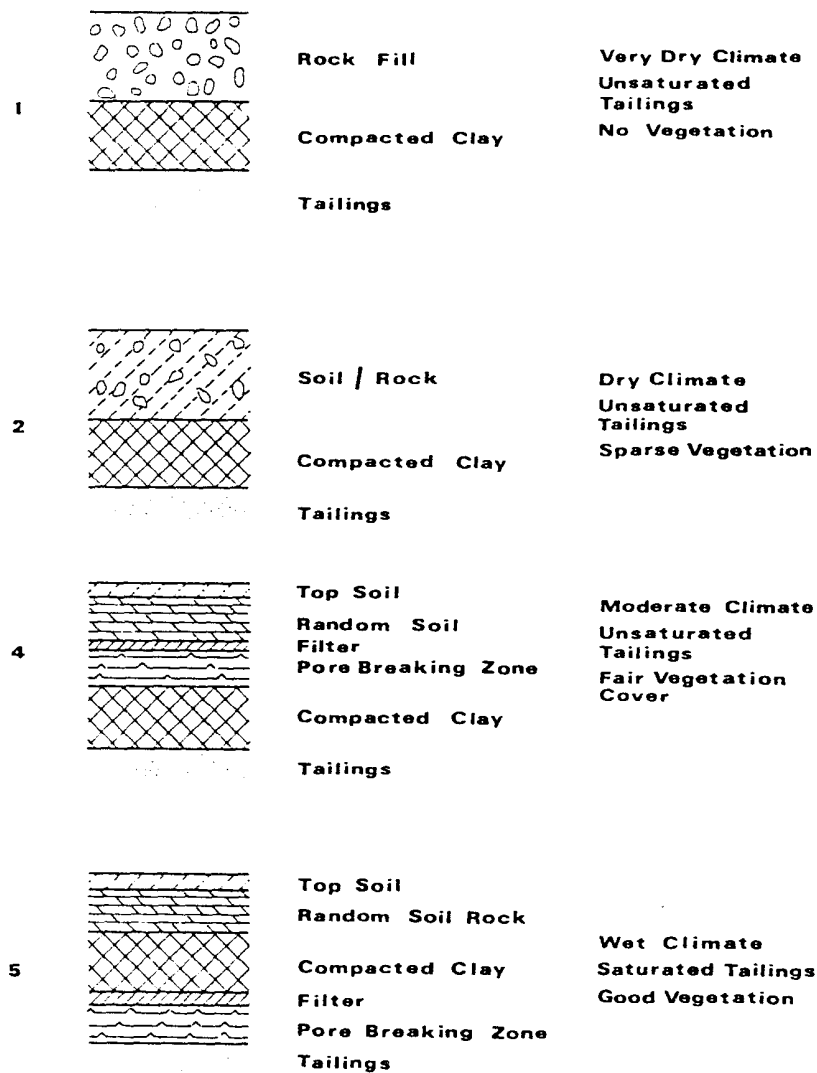 1
Rock Fill
Compacted Clay
Tailings
Very Dry Climate
Unsaturated
Tailings
No Vegetation
2
Soil / Rock
Compacted Clay
Tailings
Dry Climate
Unsaturated
Tailings
Sparse Vegetation
4
Top Soil
Random Soil
Filter
Pore Breaking Zone
Compacted Clay
Tailings
Moderate Climate
Unsaturated
Tailings
Fair Vegetation
Cover
5
Top Soil
Random Soil Rock
Compacted Clay
Filter
Pore Breaking Zone
Tailings
Wet Climate
Saturated Tailings
Good Vegetation